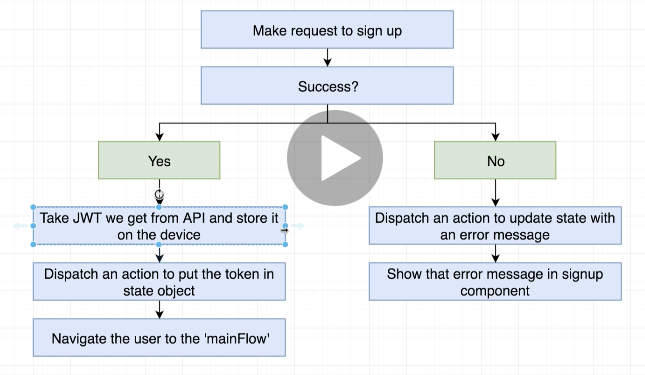 Make request to sign up
Success?
Yes
No
Take JWT we get from API and store it
on the device
Dispatch an action to update state with
an error message
Dispatch an action to put the token in
state object
Show that error message in signup
component
Navigate the user to the 'mainFlow'